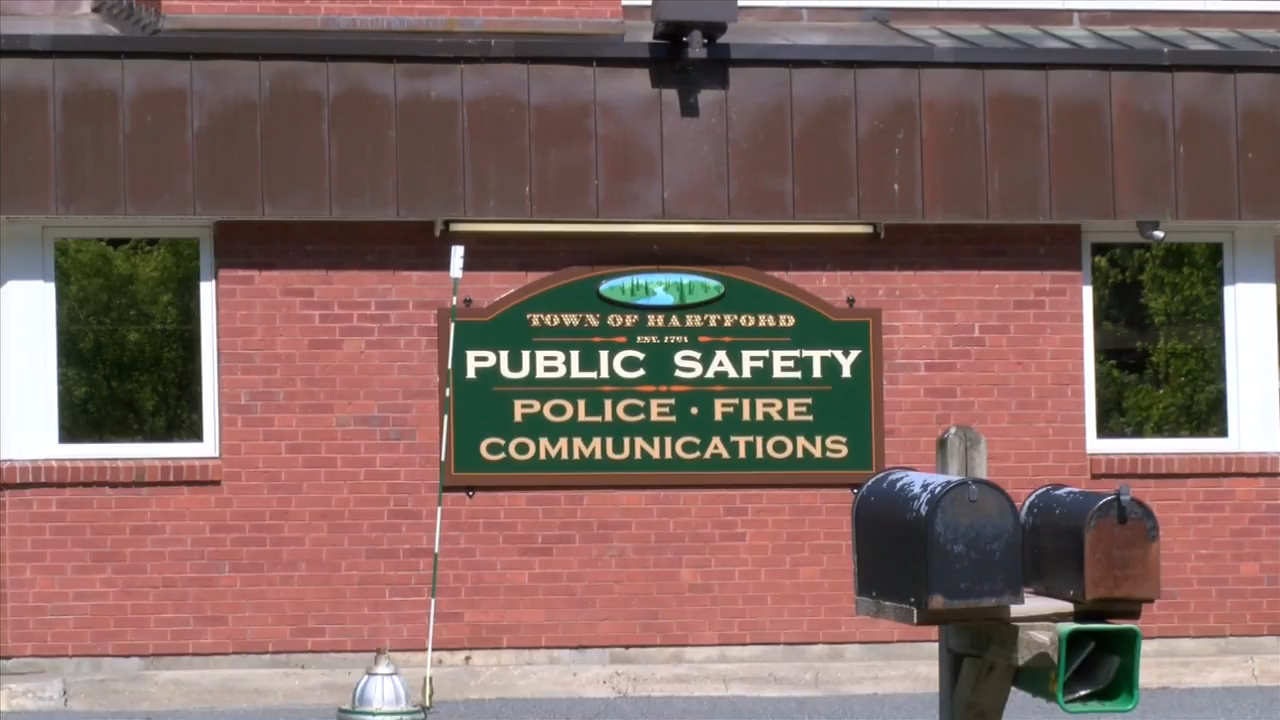 TOWN OF HARTFORD
EST. 1761
PUBLIC SAFETY
POLICE • FIRE
COMMUNICATIONS